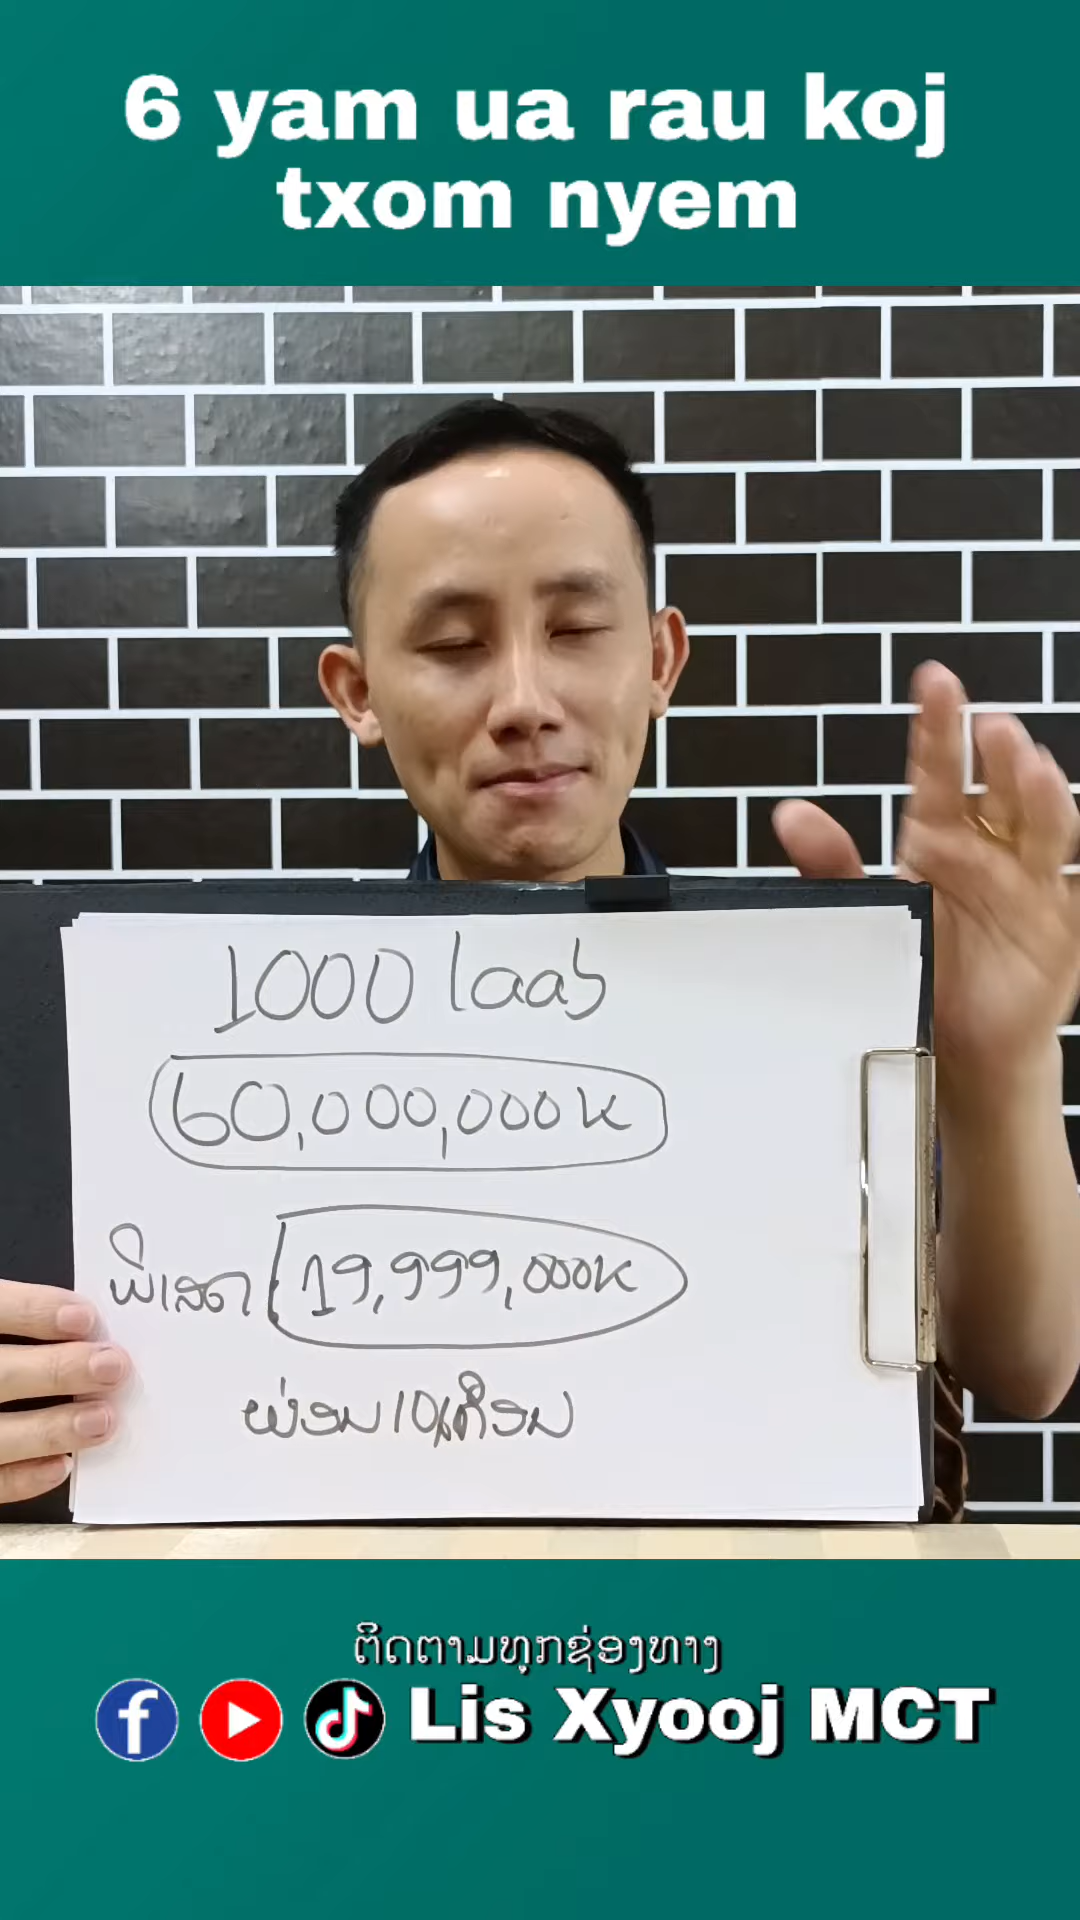 6 yam ua rau koj
txom nyem
1000 laab
60,000,000K
ພິເສດ: 19,999,000K
ຜ່ອນ 10 ເດືອນ
ຕິດຕາມທຸກຊ່ອງທາງ
Lis Xyooj MCT